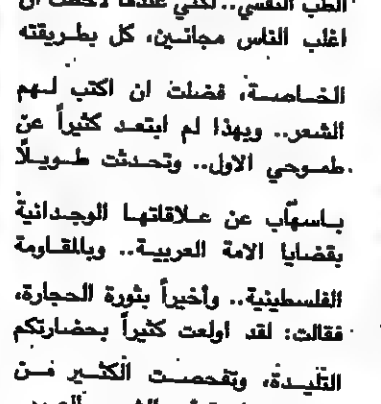 الطب النفسي.. لكني عندما لاحظت ان
اغلب الناس مجانين، كل بطريقته
الخاصة، فضلت ان اكتب لهم
الشعر.. وبهذا لم ابتعد كثيراً عن
طموحي الاول.. وتحدثت طويلاً
باسهاب عن علاقاتها الوجدانية
بقضايا الامة العربية.. وبالمقاومة
الفلسطينية.. وأخيراً بثورة الحجارة،
فقالت: لقد اولعت كثيراً بحضارتكم
التليدة، وتفحصت الكثير من